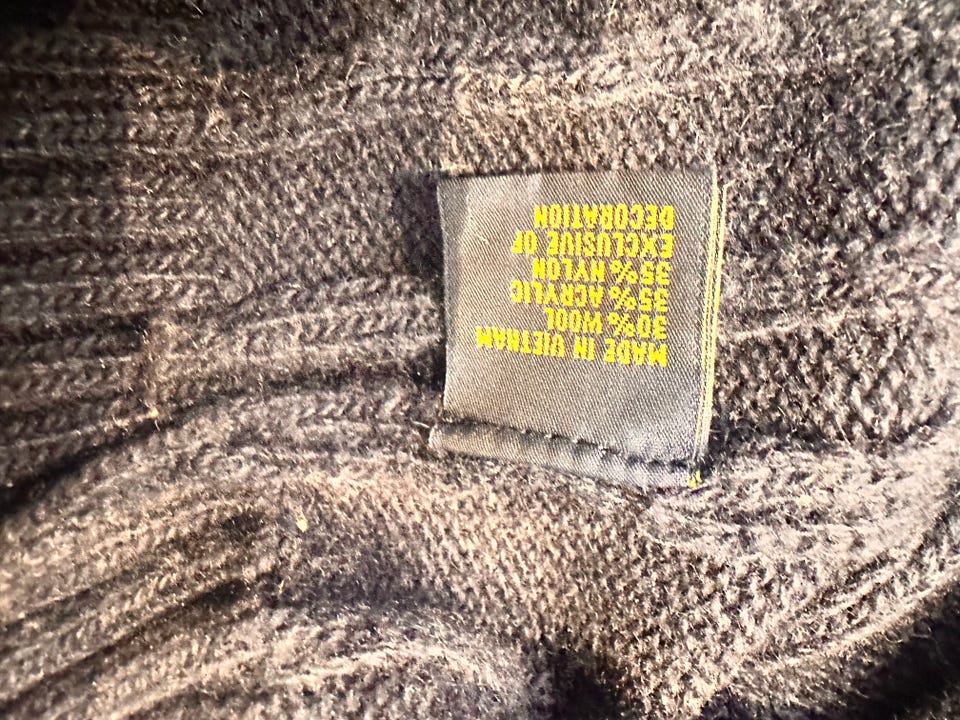 MADE IN VIETNAM
30% WOOL
35% ACRYLIC
35% NYLON
EXCLUSIVE OF
DECORATION